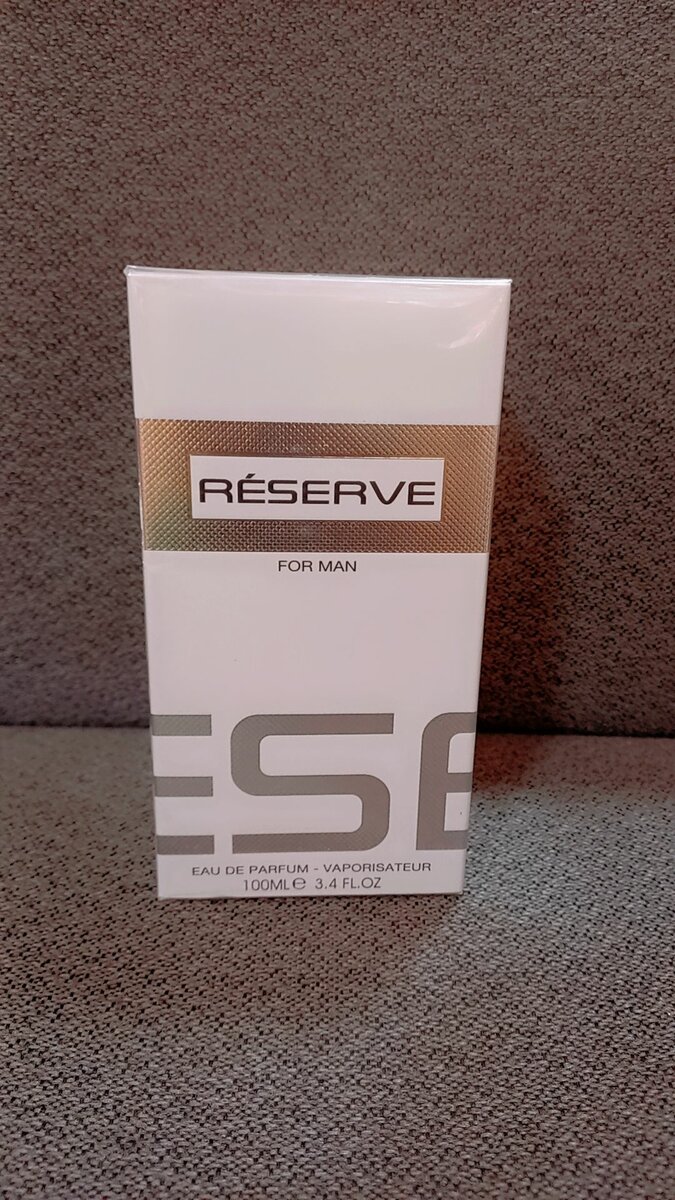 RÉSERVE
FOR MAN
ESE
EAU DE PARFUM - VAPORISATEUR
100ML℮ 3.4 FL.OZ